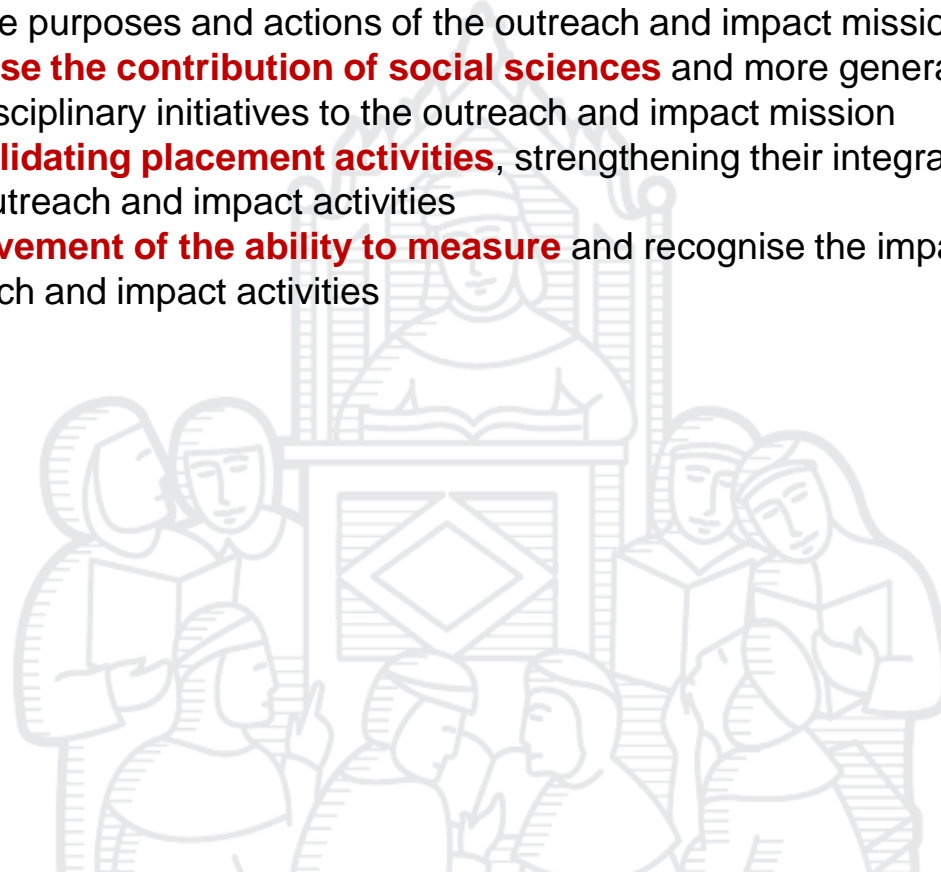 e purposes and actions of the outreach and impact missio
se the contribution of social sciences and more genera
sciplinary initiatives to the outreach and impact mission
lidating placement activities, strengthening their integra
utreach and impact activities
vement of the ability to measure and recognise the impa
ch and impact activities